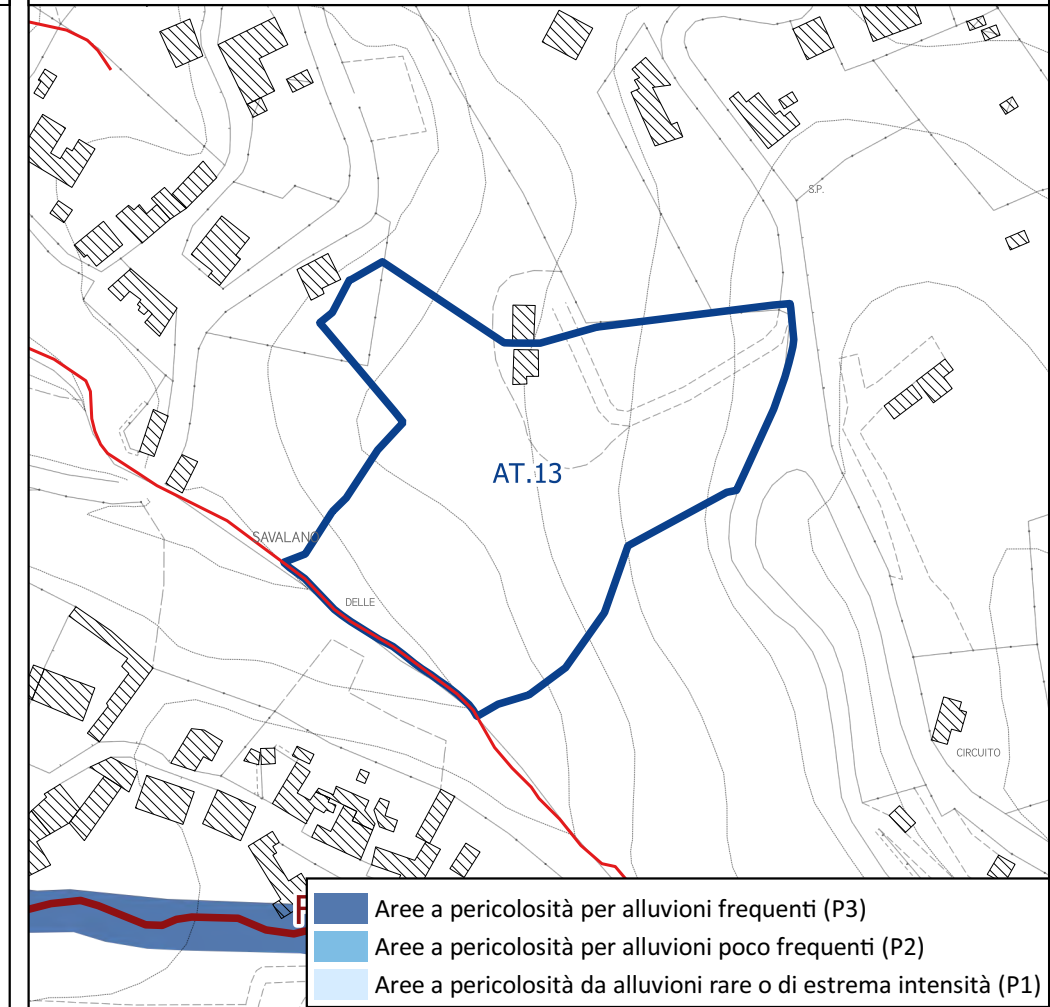 S.P.
AT.13
SAVALANO
DELLE
CIRCUITO
Aree a pericolosità per alluvioni frequenti (P3)
Aree a pericolosità per alluvioni poco frequenti (P2)
Aree a pericolosità da alluvioni rare o di estrema intensità (P1)